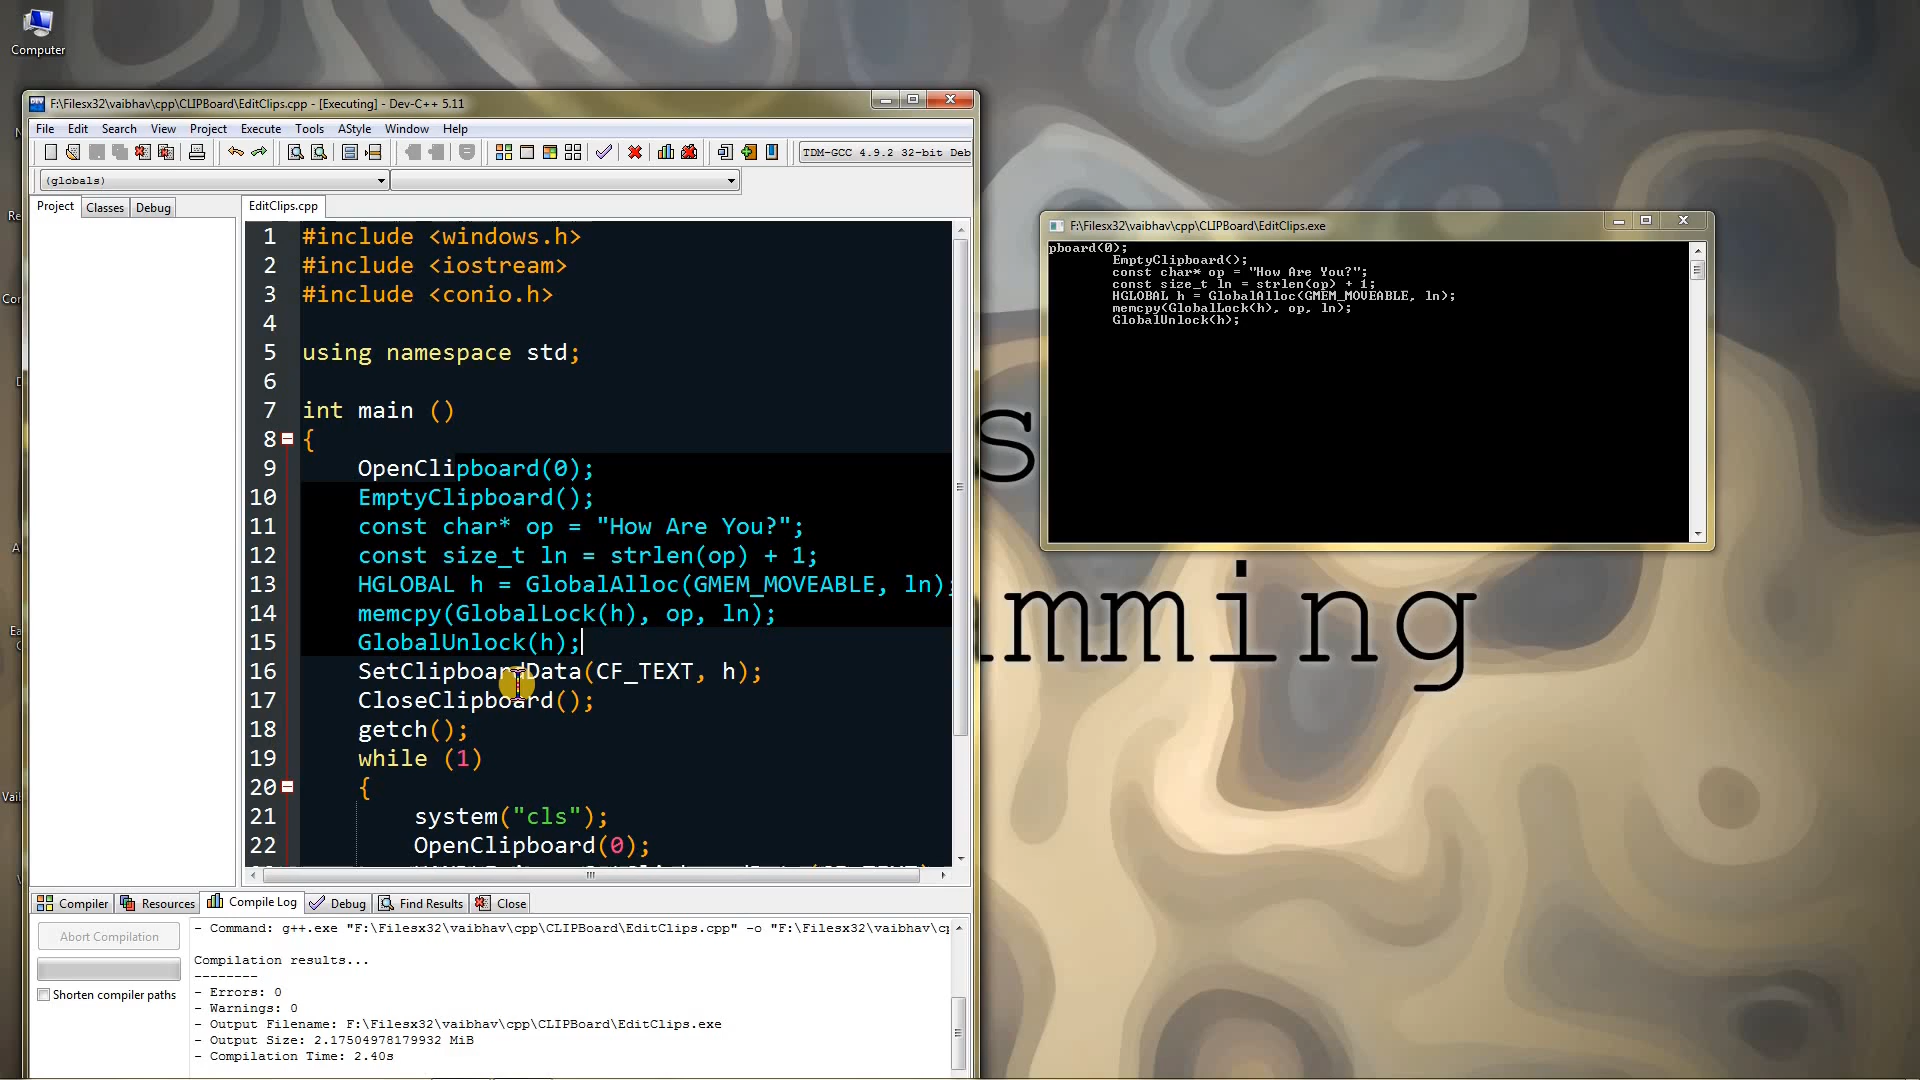 Computer
F:\Filesx32\vaibhav\cpp\CLIPBoard\EditClips.cpp - [Executing] - Dev-C++ 5.11
File Edit Search View Project Execute Tools AStyle Window Help
TDM-GCC 4.9.2 32-bit Deb
(globals)
Project Classes Debug
EditClips.cpp
1 #include <windows.h>
2 #include <iostream>
3 #include <conio.h>
4
5 using namespace std;
6
7 int main ()
8 {
9 OpenClipboard(0);
10 EmptyClipboard();
11 const char* op = "How Are You?";
12 const size_t ln = strlen(op) + 1;
13 HGLOBAL h = GlobalAlloc(GMEM_MOVEABLE, ln);
14 memcpy(GlobalLock(h), op, ln);
15 GlobalUnlock(h);
16 SetClipboardData(CF_TEXT, h);
17 CloseClipboard();
18 getch();
19 while (1)
20 {
21 system("cls");
22 OpenClipboard(0);
Compiler Resources Compile Log Debug Find Results Close
Abort Compilation
Shorten compiler paths
- Command: g++.exe "F:\Filesx32\vaibhav\cpp\CLIPBoard\EditClips.cpp" -o "F:\Filesx32\vaibhav\cp
Compilation results...
--------
- Errors: 0
- Warnings: 0
- Output Filename: F:\Filesx32\vaibhav\cpp\CLIPBoard\EditClips.exe
- Output Size: 2.17504978179932 MiB
- Compilation Time: 2.40s
F:\Filesx32\vaibhav\cpp\CLIPBoard\EditClips.exe
pboard(0);
EmptyClipboard();
const char* op = "How Are You?";
const size_t ln = strlen(op) + 1;
HGLOBAL h = GlobalAlloc(GMEM_MOVEABLE, ln);
memcpy(GlobalLock(h), op, ln);
GlobalUnlock(h);
s
mming